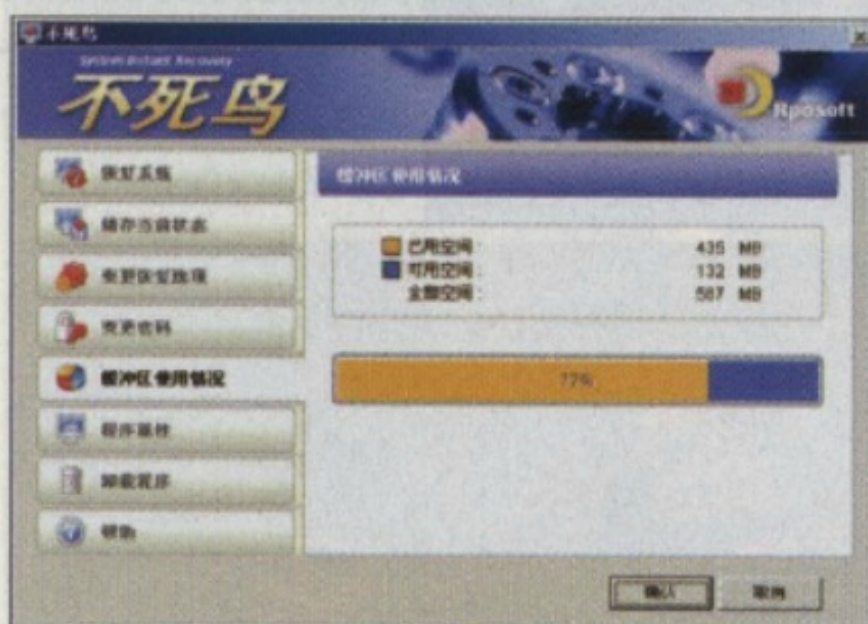 不死鸟
System Instant Recovery
不死鸟
Rposoft
恢复系统
储存当前状态
变更恢复选项
变更密码
缓冲区使用情况
程序事件
卸载程序
帮助
缓冲区使用情况
已用空间： 435 MB
可用空间： 132 MB
全部空间： 567 MB
77%
确认
取消